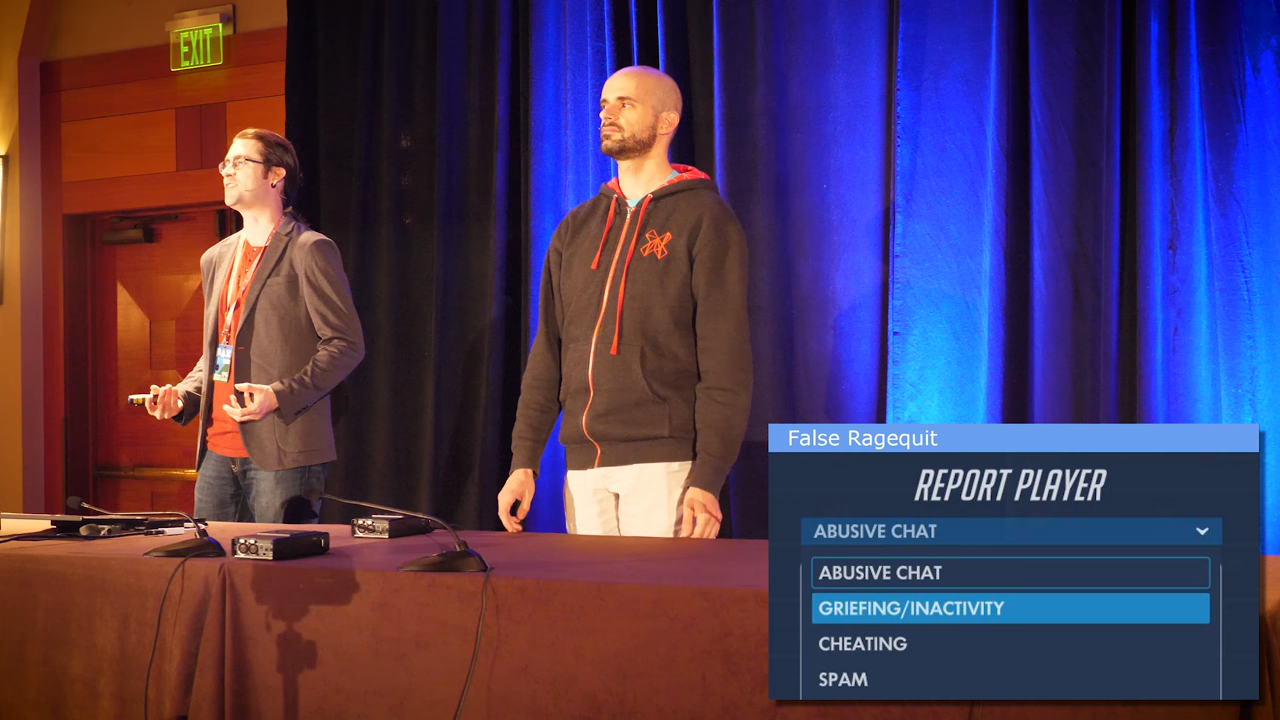 EXIT
False Ragequit
REPORT PLAYER
ABUSIVE CHAT
ABUSIVE CHAT
GRIEFING/INACTIVITY
CHEATING
SPAM